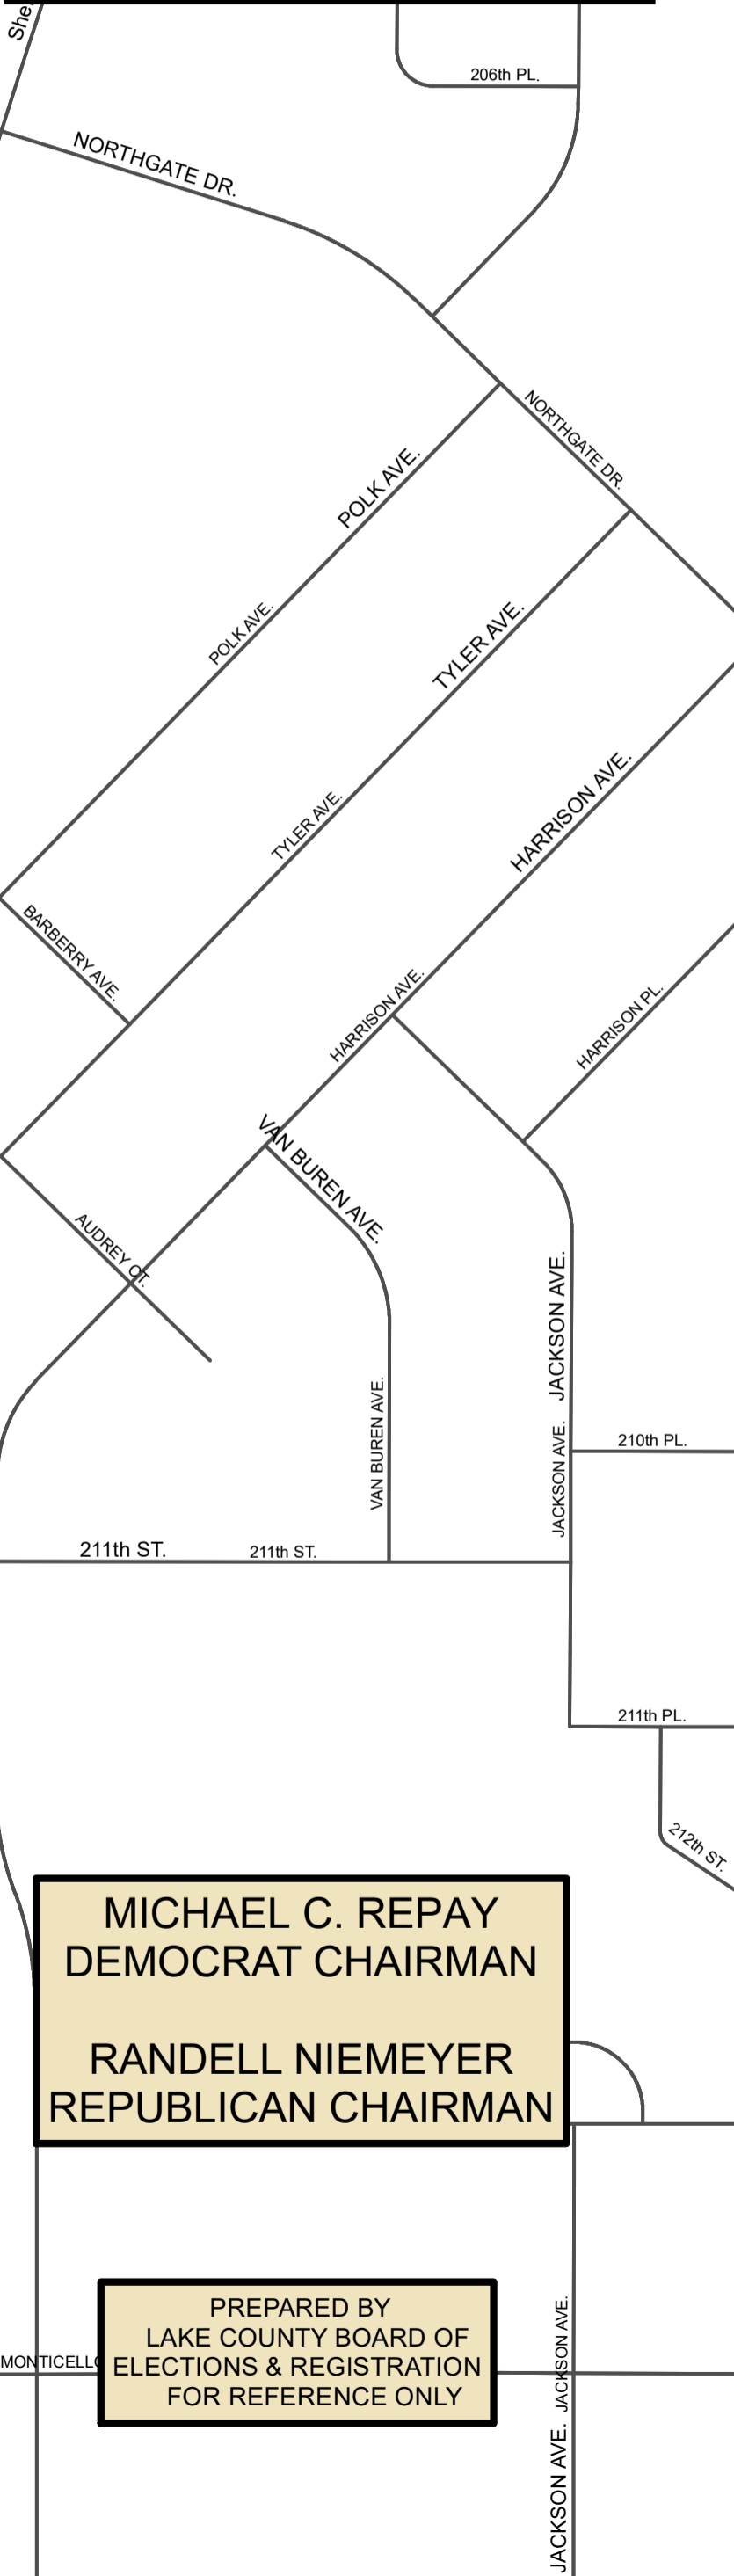 She
206th PL.
NORTHGATE DR.
NORTHGATE DR.
POLK AVE.
POLK AVE.
TYLER AVE.
TYLER AVE.
HARRISON AVE.
BARBERRY AVE.
HARRISON AVE.
HARRISON PL.
VAN BUREN AVE.
AUDREY CT.
JACKSON AVE.
VAN BUREN AVE.
JACKSON AVE.
210th PL.
211th ST.
211th ST.
211th PL.
212th ST.
MICHAEL C. REPAY
DEMOCRAT CHAIRMAN
RANDELL NIEMEYER
REPUBLICAN CHAIRMAN
PREPARED BY
LAKE COUNTY BOARD OF
ELECTIONS & REGISTRATION
FOR REFERENCE ONLY
MONTICELLO
JACKSON AVE.
JACKSON AVE.